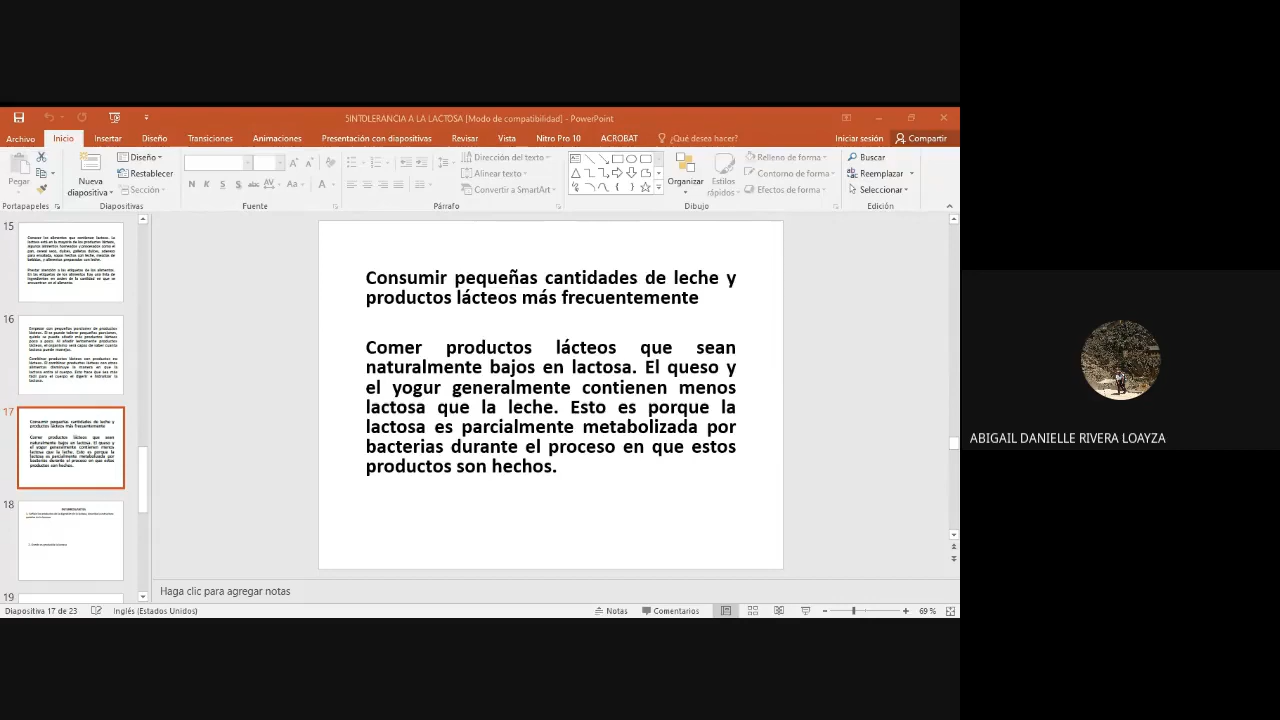 5INTOLERANCIA A LA LACTOSA [Modo de compatibilidad] - PowerPoint
Archivo Inicio Insertar Diseño Transiciones Animaciones Presentación con diapositivas Revisar Vista Nitro Pro 10 ACROBAT ¿Qué desea hacer? Iniciar sesión Compartir
Pegar
Nueva diapositiva
Diseño
Restablecer
Sección
N K S S abc AV Aa A
Dirección del texto
Alinear texto
Convertir a SmartArt
Organizar
Estilos rápidos
Relleno de forma
Contorno de forma
Efectos de forma
Buscar
Reemplazar
Seleccionar
Portapapeles Diapositivas Fuente Párrafo Dibujo Edición
15
16
17
18
19
Consumir pequeñas cantidades de leche y
productos lácteos más frecuentemente
Comer productos lácteos que sean
naturalmente bajos en lactosa. El queso y
el yogur generalmente contienen menos
lactosa que la leche. Esto es porque la
lactosa es parcialmente metabolizada por
bacterias durante el proceso en que estos
productos son hechos.
Haga clic para agregar notas
Diapositiva 17 de 23 Inglés (Estados Unidos) Notas Comentarios 69 %
ABIGAIL DANIELLE RIVERA LOAYZA